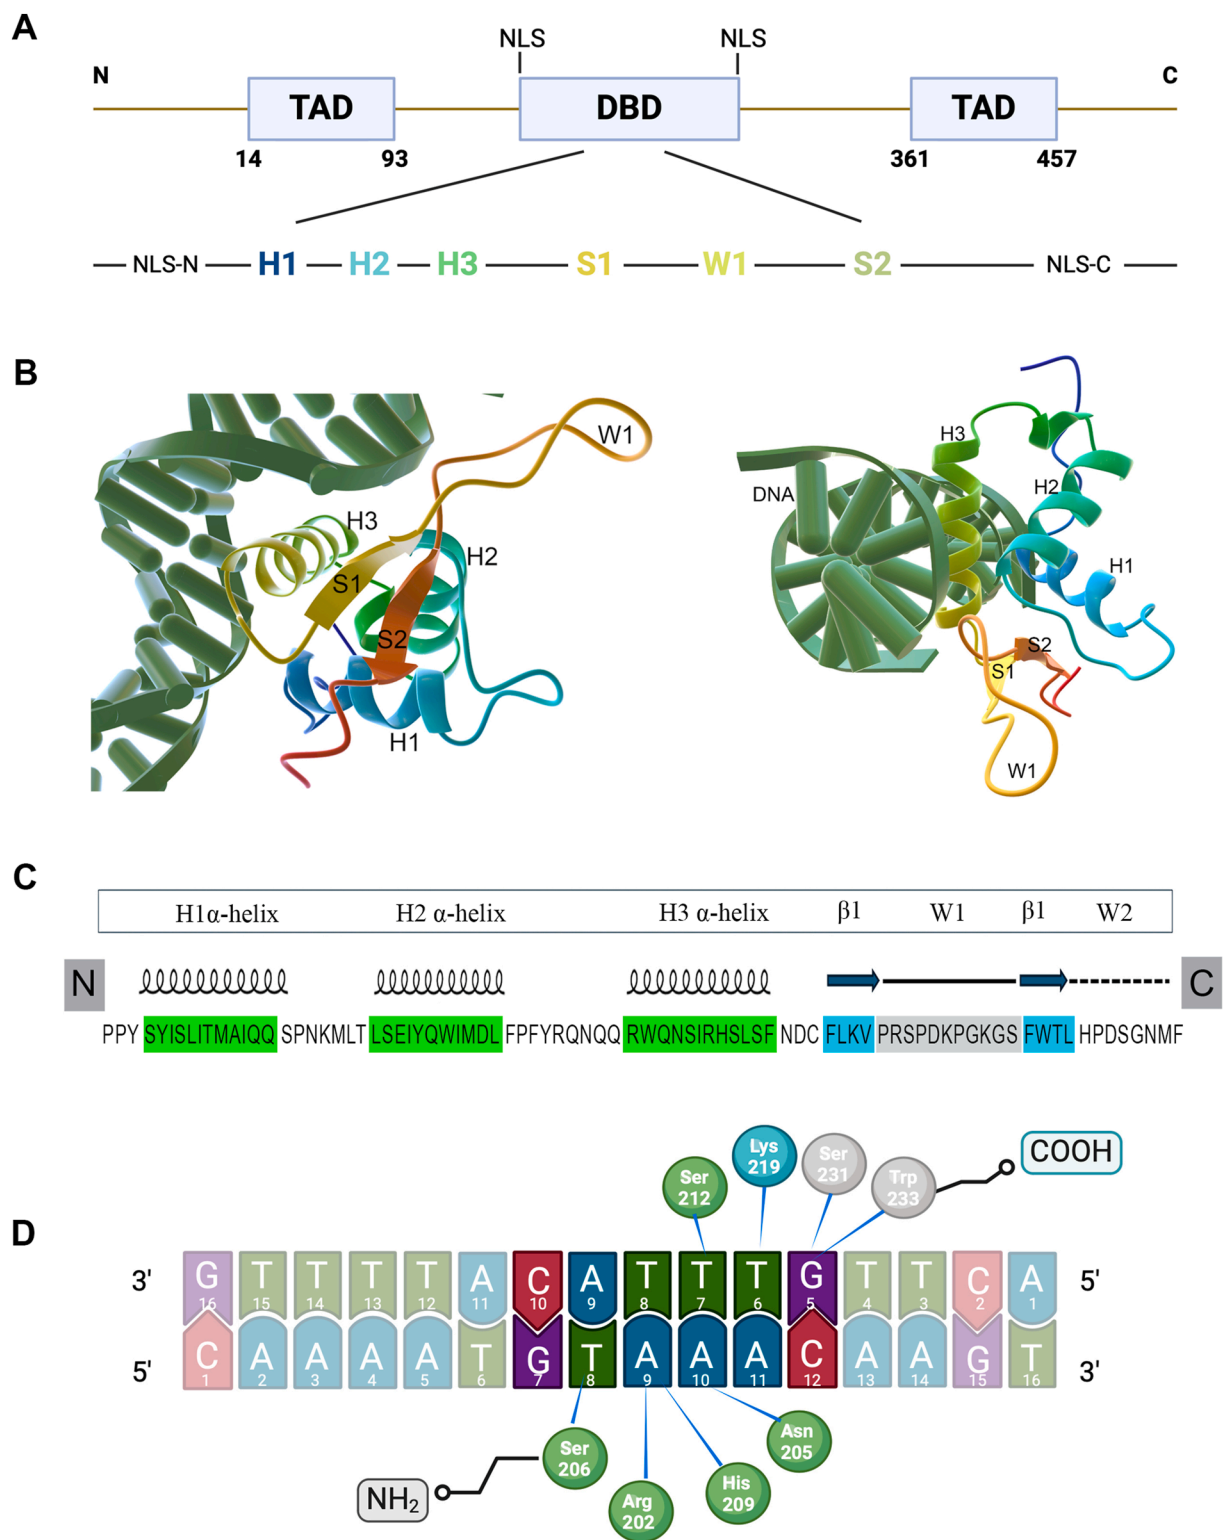 A
NLS NLS
N C
TAD DBD TAD
14 93 361 457
NLS-N H1 H2 H3 S1 W1 S2 NLS-C
B
W1
H3
H2
S1
S2
H1
H3
DNA
H2
H1
S2
S1
W1
C
H1α-helix H2 α-helix H3 α-helix β1 W1 β1 W2
N C
PPY SYISLITMAIQQ SPNKMLT LSEIYQWIMDL FPFYRQNQQ RWQNSIRHSLSF NDC FLKV PRSPDKPGKGS FWTL HPDSGNMF
D
COOH
Ser 212
Lys 219
Ser 231
Trp 233
3' G T T T T A C A T T T G T T C A 5'
16 15 14 13 12 11 10 9 8 7 6 5 4 3 2 1
5' C A A A A T G T A A A C A A G T 3'
1 2 3 4 5 6 7 8 9 10 11 12 13 14 15 16
Ser 206
Arg 202
His 209
Asn 205
NH₂